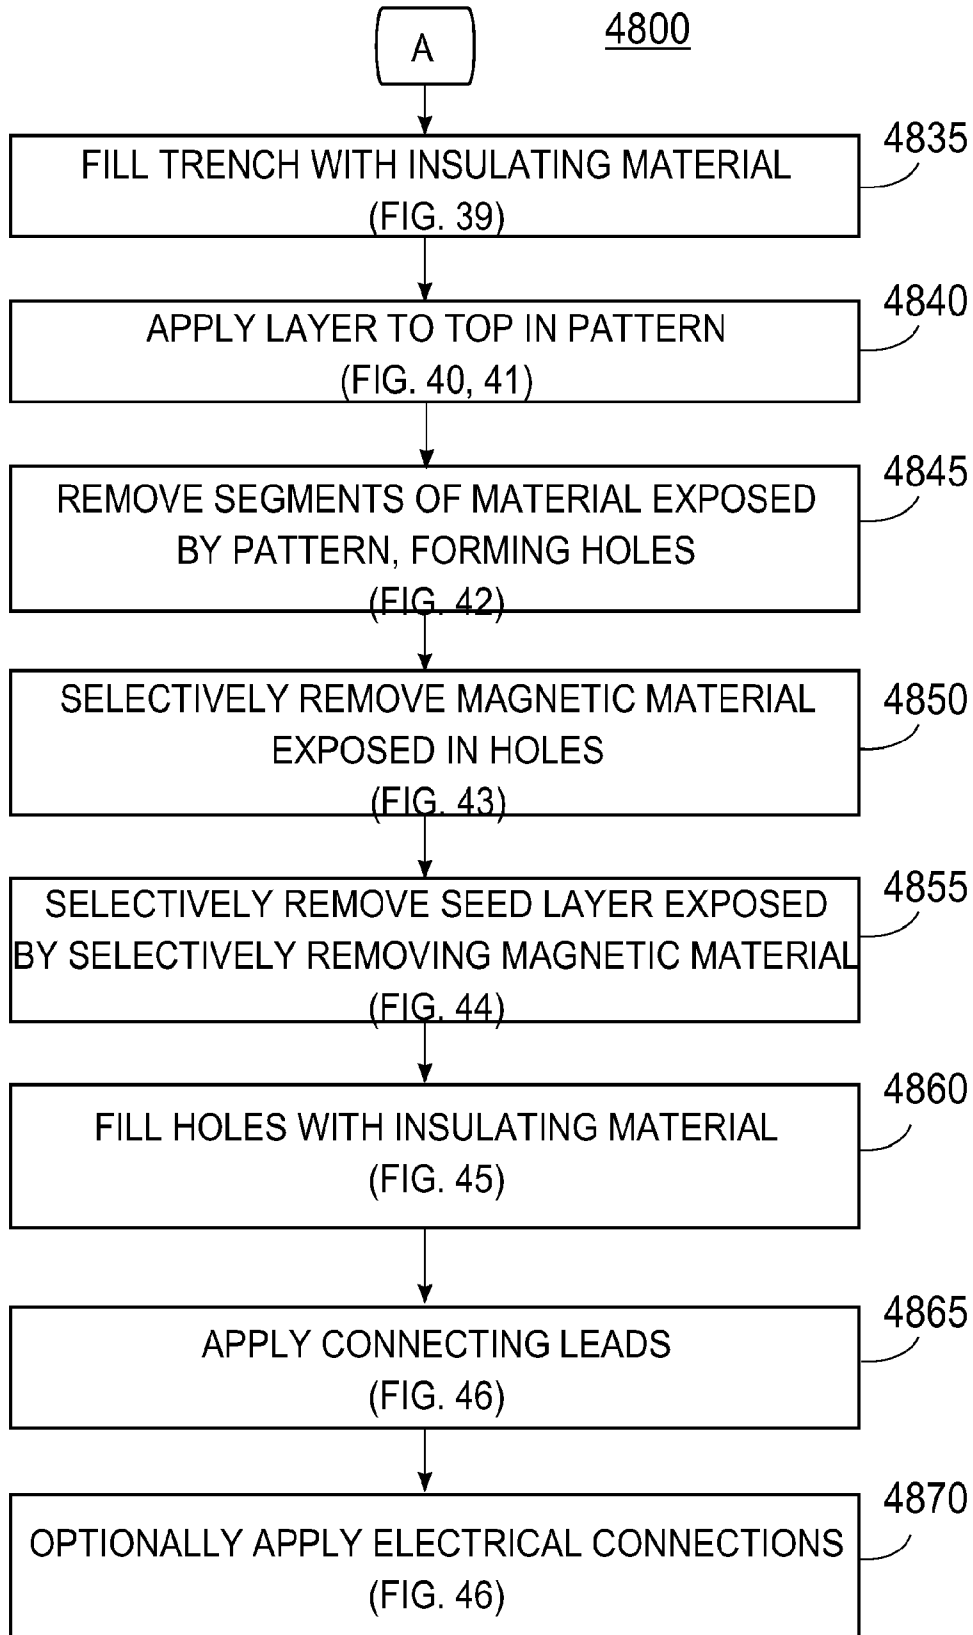 A
4800
4835
FILL TRENCH WITH INSULATING MATERIAL
(FIG. 39)
4840
APPLY LAYER TO TOP IN PATTERN
(FIG. 40, 41)
4845
REMOVE SEGMENTS OF MATERIAL EXPOSED
BY PATTERN, FORMING HOLES
(FIG. 42)
4850
SELECTIVELY REMOVE MAGNETIC MATERIAL
EXPOSED IN HOLES
(FIG. 43)
4855
SELECTIVELY REMOVE SEED LAYER EXPOSED
BY SELECTIVELY REMOVING MAGNETIC MATERIAL
(FIG. 44)
4860
FILL HOLES WITH INSULATING MATERIAL
(FIG. 45)
4865
APPLY CONNECTING LEADS
(FIG. 46)
4870
OPTIONALLY APPLY ELECTRICAL CONNECTIONS
(FIG. 46)